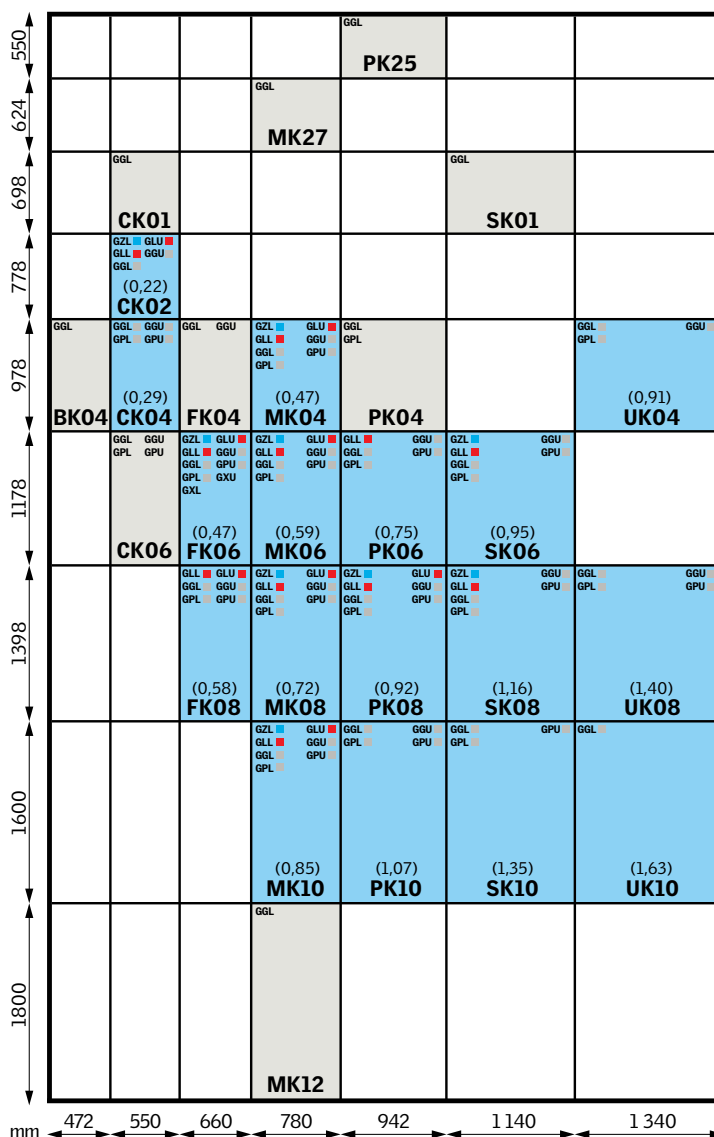 550
GGL
PK25
624
GGL
MK27
698
GGL
CK01
GGL
SK01
778
GZL GLU
GLL GGU
GGL
(0,22)
CK02
978
GGL
BK04
GGL GGU
GPL GPU
(0,29)
CK04
GGL GGU
FK04
GZL GLU
GLL GGU
GGL GPU
GPL
(0,47)
MK04
GGL
GPL
PK04
GGL GGU
GPL
(0,91)
UK04
1178
GGL GGU
GPL GPU
CK06
GZL GLU
GLL GGU
GGL GPU
GPL GXU
GXL
(0,47)
FK06
GZL GLU
GLL GGU
GGL GPU
GPL
(0,59)
MK06
GLL GGU
GGL GPU
GPL
(0,75)
PK06
GZL GGU
GLL GPU
GGL
GPL
(0,95)
SK06
1398
GLL GLU
GGL GGU
GPL GPU
(0,58)
FK08
GZL GLU
GLL GGU
GGL GPU
GPL
(0,72)
MK08
GZL GLU
GLL GGU
GGL GPU
GPL
(0,92)
PK08
GZL GGU
GLL GPU
GGL
GPL
(1,16)
SK08
GGL GGU
GPL GPU
(1,40)
UK08
1600
GZL GLU
GLL GGU
GGL GPU
GPL
(0,85)
MK10
GGL GGU
GPL GPU
(1,07)
PK10
GGL GPU
GPL
(1,35)
SK10
GGL
(1,63)
UK10
1800
GGL
MK12
mm 472 550 660 780 942 1 140 1 340